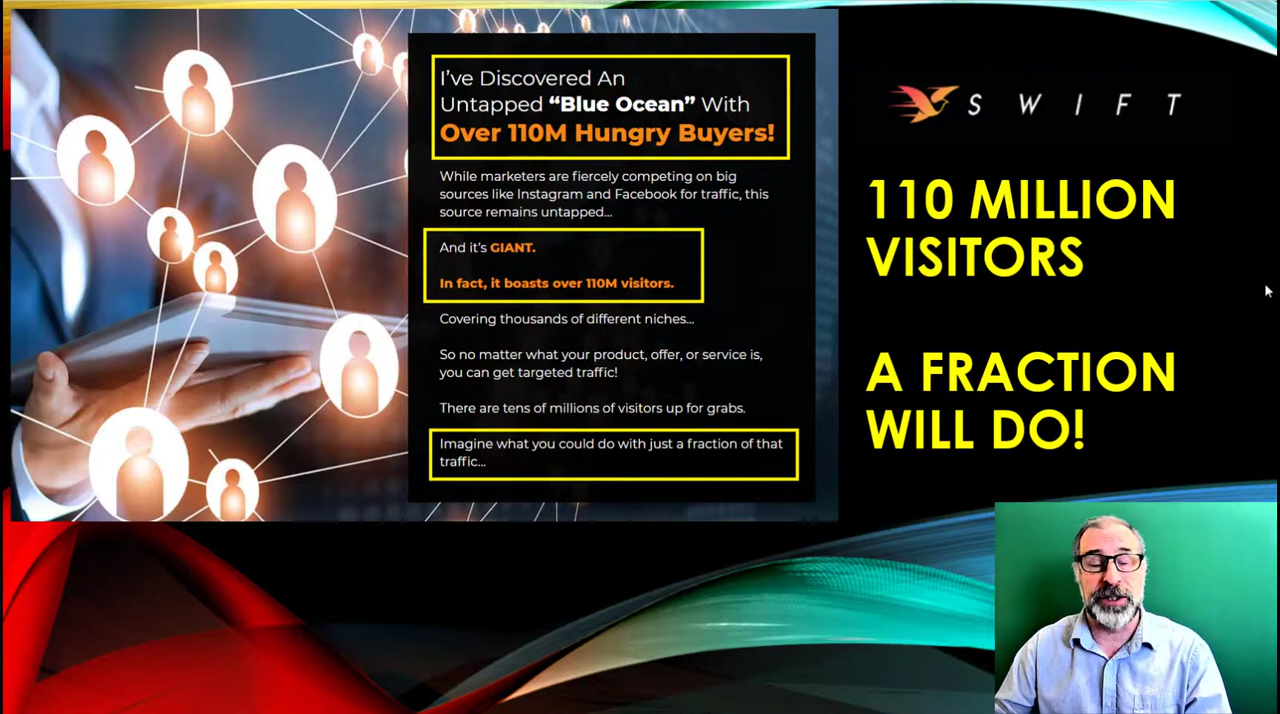 I've Discovered An
Untapped “Blue Ocean” With
Over 110M Hungry Buyers!
While marketers are fiercely competing on big
sources like Instagram and Facebook for traffic, this
source remains untapped...
And it's GIANT.
In fact, it boasts over 110M visitors.
Covering thousands of different niches...
So no matter what your product, offer, or service is,
you can get targeted traffic!
There are tens of millions of visitors up for grabs.
Imagine what you could do with just a fraction of that
traffic...
SWIFT
110 MILLION
VISITORS
A FRACTION
WILL DO!